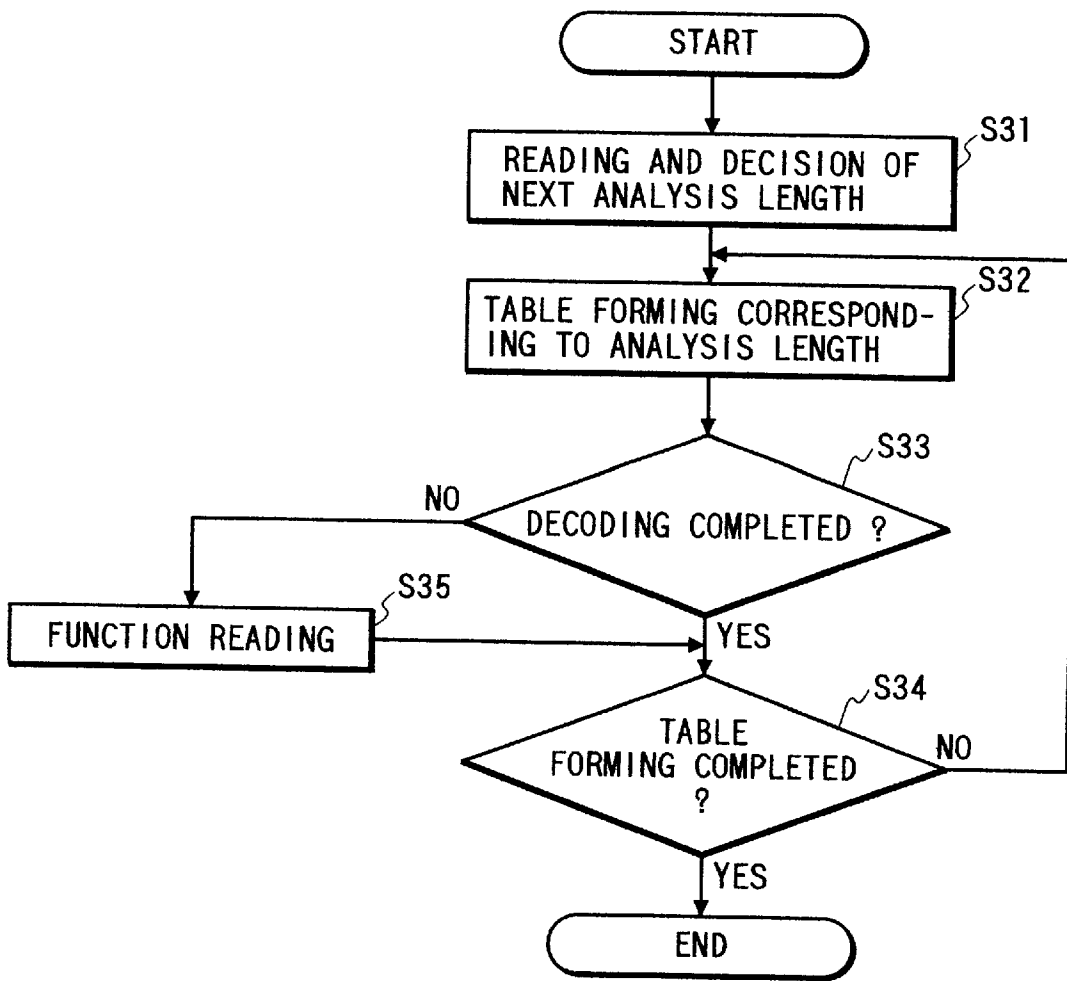 START
S31
READING AND DECISION OF
NEXT ANALYSIS LENGTH
S32
TABLE FORMING CORRESPOND-
ING TO ANALYSIS LENGTH
S33
NO
DECODING COMPLETED ?
S35
FUNCTION READING
YES
S34
TABLE
FORMING COMPLETED
?
NO
YES
END